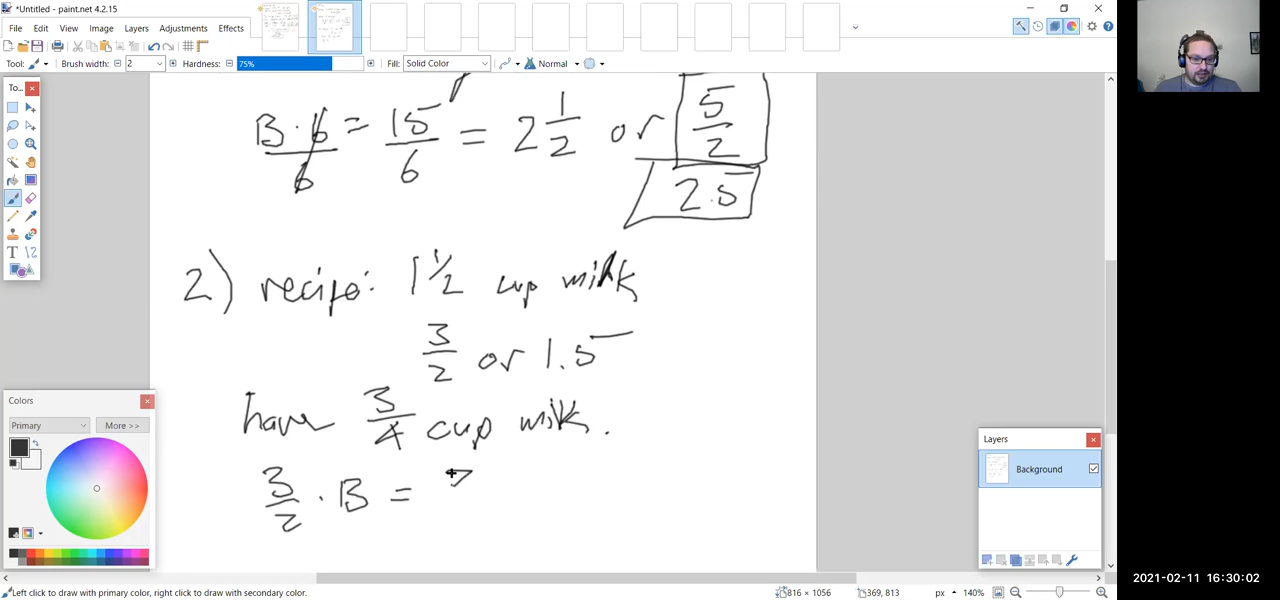 *Untitled - paint.net 4.2.15
File Edit View Image Layers Adjustments Effects
Tool: Brush width: 2 Hardness: 75% Fill: Solid Color Normal
To...
B · 6 = 15 = 2 1/2 or 5/2
6 6
2.5
2) recipe: 1 1/2 cup milk
3/2 or 1.5
have 3/4 cup milk.
3/2 · B =
Colors
Primary More >>
Layers
Background
2021-02-11 16:30:02
Left click to draw with primary color, right click to draw with secondary color. 816 x 1056 369, 813 px 140%